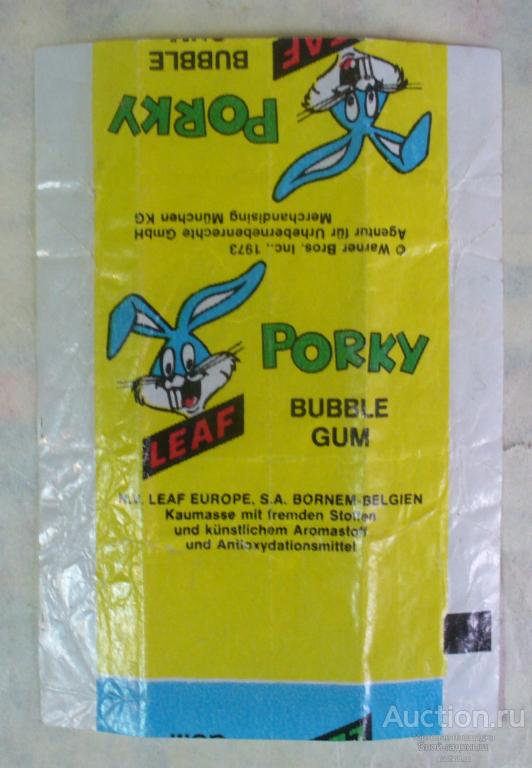 LEAF
BUBBLE
PORKY
© Warner Bros. Inc., 1973
Agentur für Urhebernebenrechte GmbH
Merchandising München KG
PORKY
BUBBLE
GUM
LEAF
N.V. LEAF EUROPE, S.A. BORNEM-BELGIEN
Kaumasse mit fremden Stoffen
und künstlichem Aromastoff
und Antioxydationsmittel
Auction.ru